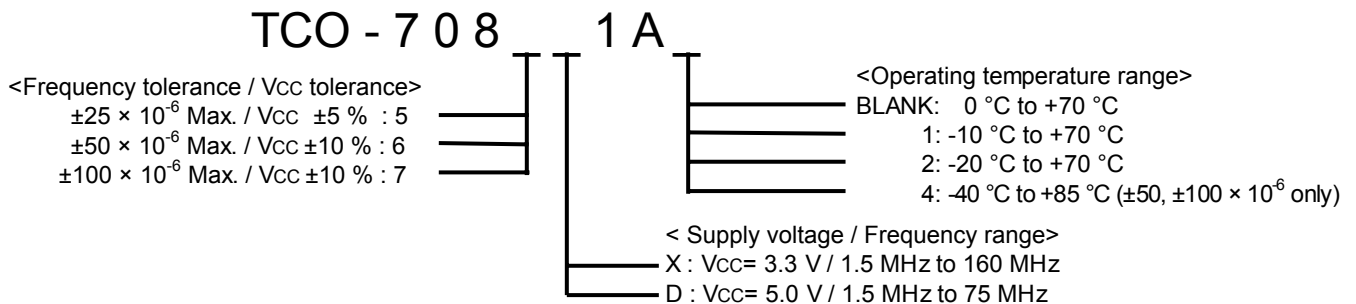 TCO - 7 0 8 _ _ 1 A _
<Frequency tolerance / VCC tolerance>
±25 × 10⁻⁶ Max. / VCC ±5 % : 5
±50 × 10⁻⁶ Max. / VCC ±10 % : 6
±100 × 10⁻⁶ Max. / VCC ±10 % : 7
<Operating temperature range>
BLANK: 0 °C to +70 °C
1: -10 °C to +70 °C
2: -20 °C to +70 °C
4: -40 °C to +85 °C (±50, ±100 × 10⁻⁶ only)
< Supply voltage / Frequency range>
X : VCC= 3.3 V / 1.5 MHz to 160 MHz
D : VCC= 5.0 V / 1.5 MHz to 75 MHz